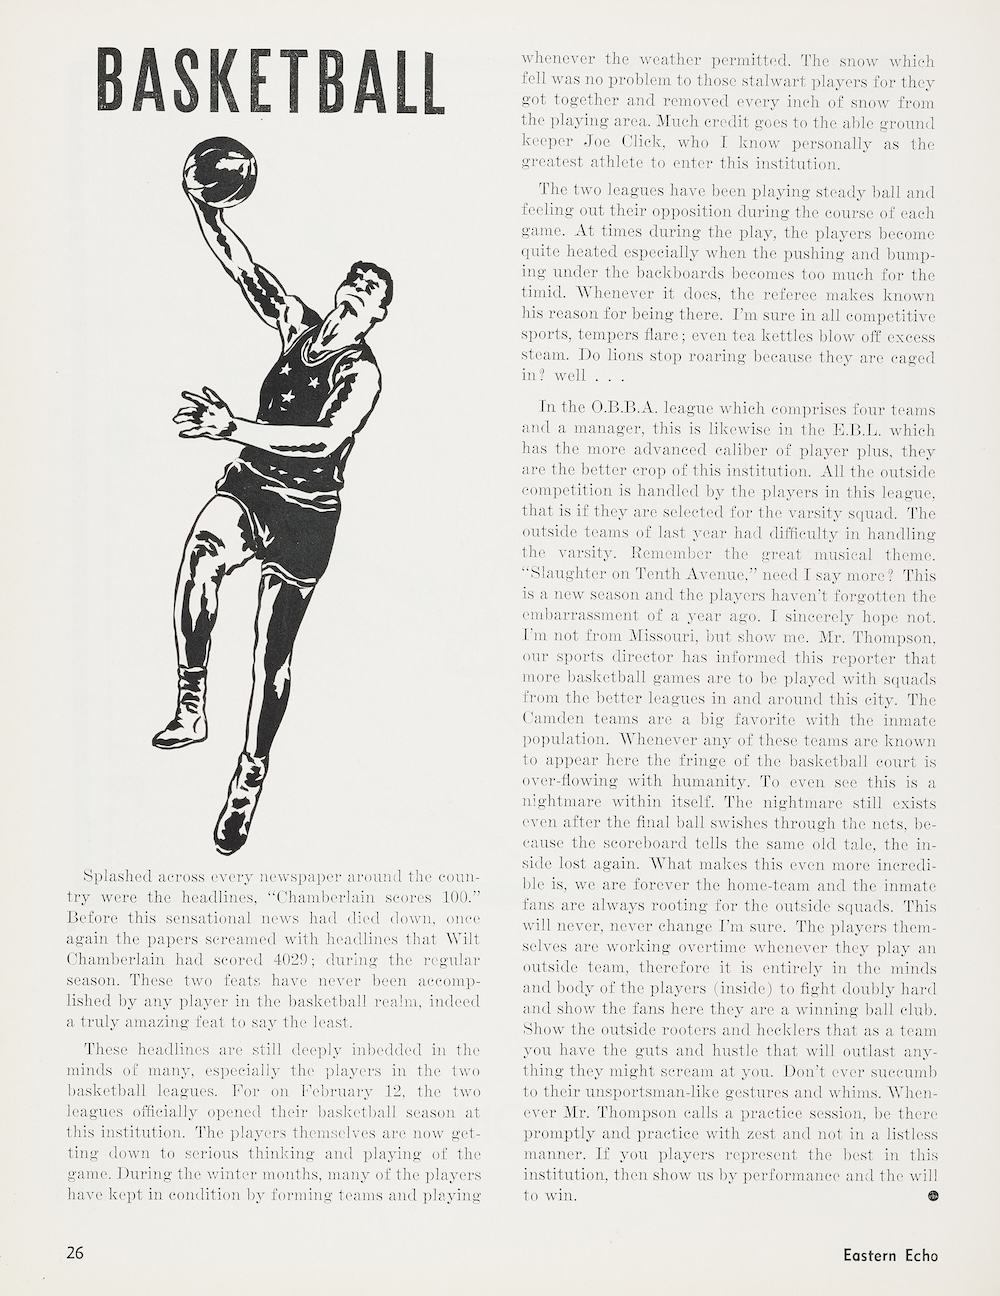 BASKETBALL
Splashed across every newspaper around the coun-
try were the headlines, "Chamberlain scores 100."
Before this sensational news had died down, once
again the papers screamed with headlines that Wilt
Chamberlain had scored 4029; during the regular
season. These two feats have never been accomp-
lished by any player in the basketball realm, indeed
a truly amazing feat to say the least.
These headlines are still deeply inbedded in the
minds of many, especially the players in the two
basketball leagues. For on February 12, the two
leagues officially opened their basketball season at
this institution. The players themselves are now get-
ting down to serious thinking and playing of the
game. During the winter months, many of the players
have kept in condition by forming teams and playing
whenever the weather permitted. The snow which
fell was no problem to those stalwart players for they
got together and removed every inch of snow from
the playing area. Much credit goes to the able ground
keeper Joe Click, who I know personally as the
greatest athlete to enter this institution.
The two leagues have been playing steady ball and
feeling out their opposition during the course of each
game. At times during the play, the players become
quite heated especially when the pushing and bump-
ing under the backboards becomes too much for the
timid. Whenever it does, the referee makes known
his reason for being there. I'm sure in all competitive
sports, tempers flare; even tea kettles blow off excess
steam. Do lions stop roaring because they are caged
in? well . . .
In the O.B.B.A. league which comprises four teams
and a manager, this is likewise in the E.B.L. which
has the more advanced caliber of player plus, they
are the better crop of this institution. All the outside
competition is handled by the players in this league,
that is if they are selected for the varsity squad. The
outside teams of last year had difficulty in handling
the varsity. Remember the great musical theme.
"Slaughter on Tenth Avenue," need I say more? This
is a new season and the players haven't forgotten the
embarrassment of a year ago. I sincerely hope not.
I'm not from Missouri, but show me. Mr. Thompson,
our sports director has informed this reporter that
more basketball games are to be played with squads
from the better leagues in and around this city. The
Camden teams are a big favorite with the inmate
population. Whenever any of these teams are known
to appear here the fringe of the basketball court is
over-flowing with humanity. To even see this is a
nightmare within itself. The nightmare still exists
even after the final ball swishes through the nets, be-
cause the scoreboard tells the same old tale, the in-
side lost again. What makes this even more incredi-
ble is, we are forever the home-team and the inmate
fans are always rooting for the outside squads. This
will never, never change I'm sure. The players them-
selves are working overtime whenever they play an
outside team, therefore it is entirely in the minds
and body of the players (inside) to fight doubly hard
and show the fans here they are a winning ball club.
Show the outside rooters and hecklers that as a team
you have the guts and hustle that will outlast any-
thing they might scream at you. Don't ever succumb
to their unsportsman-like gestures and whims. When-
ever Mr. Thompson calls a practice session, be there
promptly and practice with zest and not in a listless
manner. If you players represent the best in this
institution, then show us by performance and the will
to win.
26
Eastern Echo